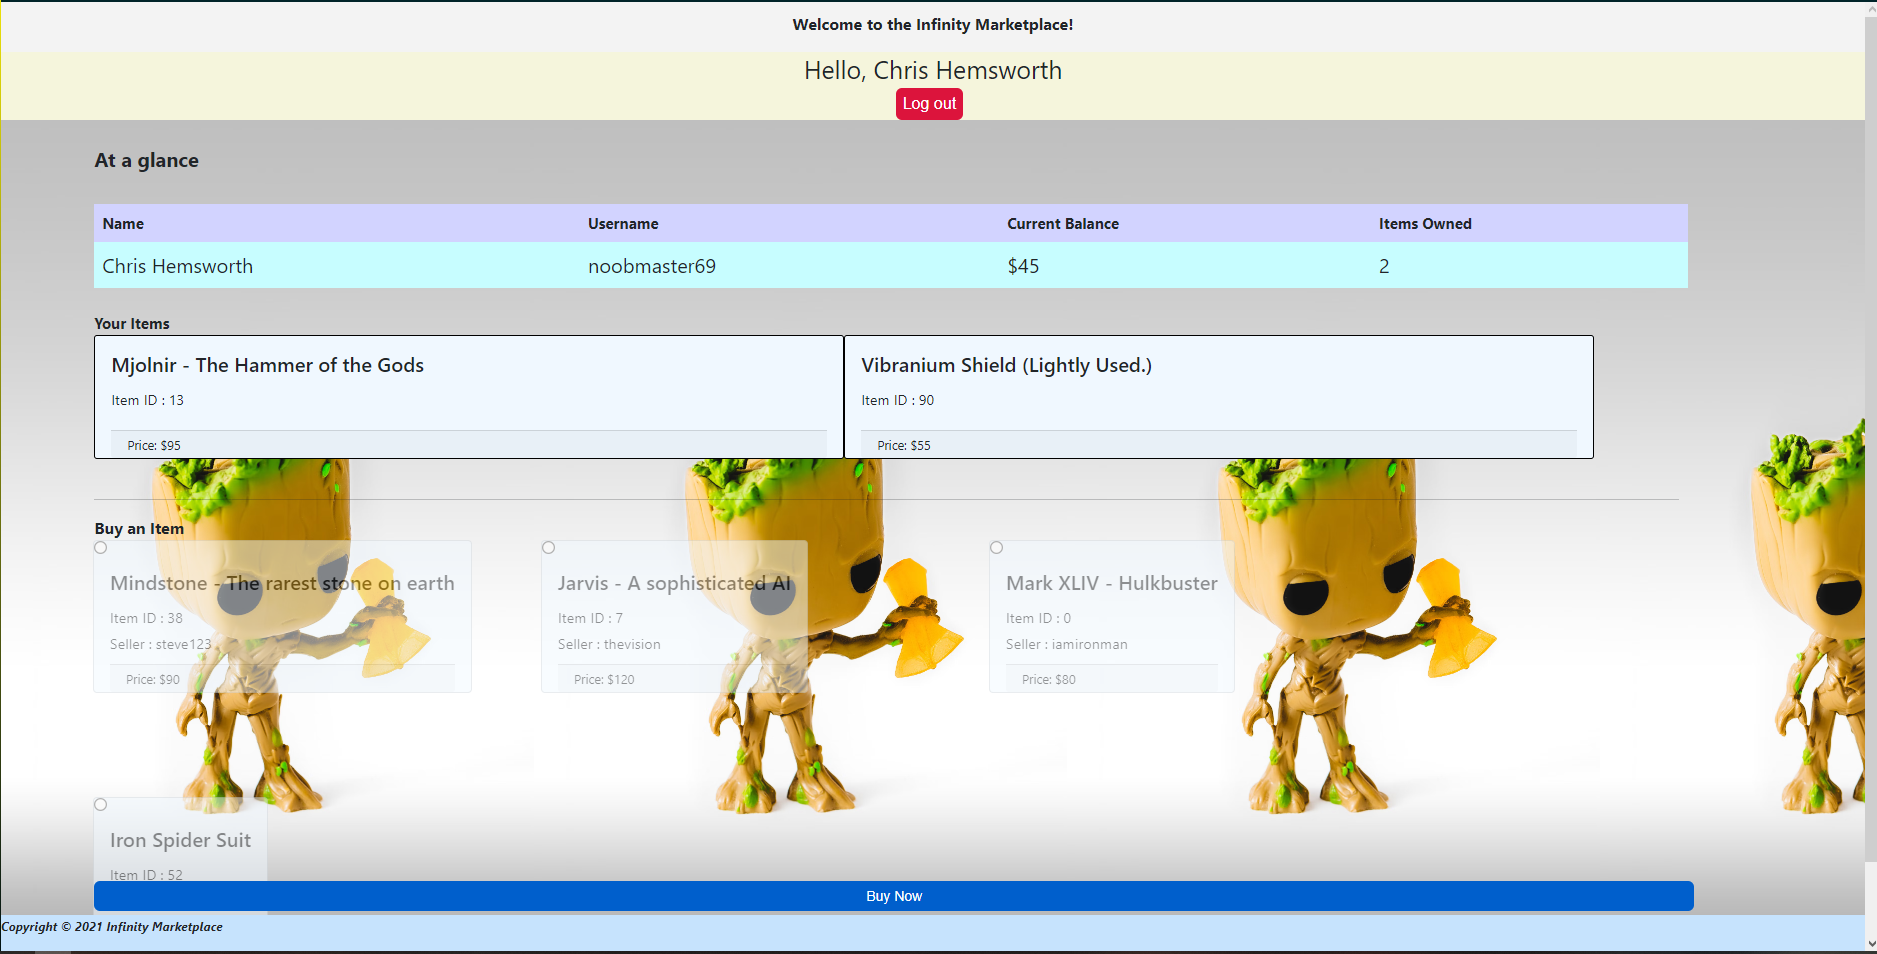 Welcome to the Infinity Marketplace!
Hello, Chris Hemsworth
Log out
At a glance
Name Username Current Balance Items Owned
Chris Hemsworth noobmaster69 $45 2
Your Items
Mjolnir - The Hammer of the Gods
Item ID : 13
Price: $95
Vibranium Shield (Lightly Used.)
Item ID : 90
Price: $55
Buy an Item
Mindstone - The rarest stone on earth
Item ID : 38
Seller : steve123
Price: $90
Jarvis - A sophisticated AI
Item ID : 7
Seller : thevision
Price: $120
Mark XLIV - Hulkbuster
Item ID : 0
Seller : iamironman
Price: $80
Iron Spider Suit
Item ID : 52
Buy Now
Copyright © 2021 Infinity Marketplace